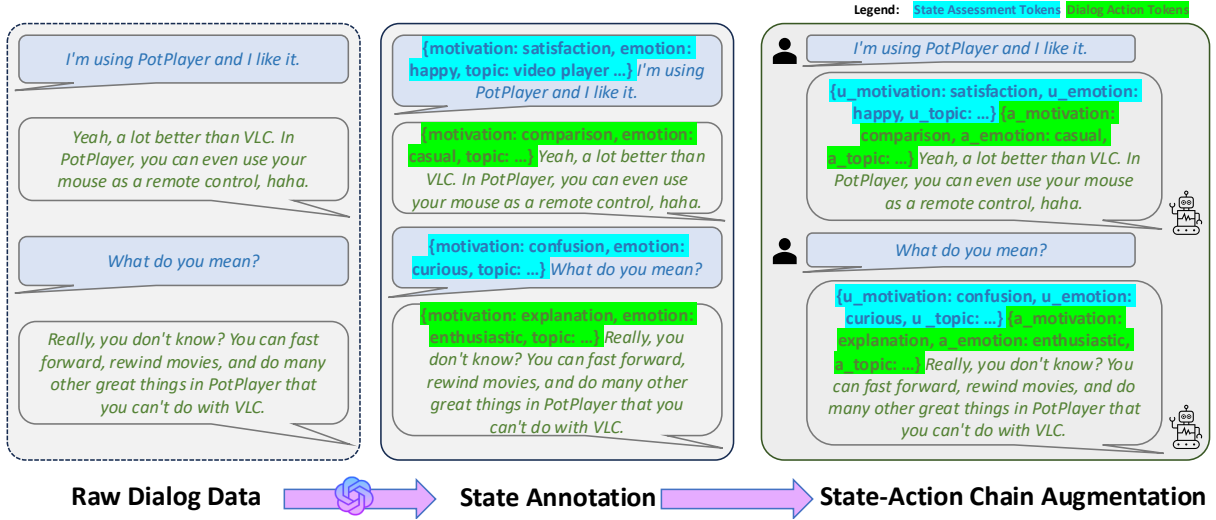 Legend: State Assessment Tokens Dialog Action Tokens
I'm using PotPlayer and I like it.
Yeah, a lot better than VLC. In
PotPlayer, you can even use your
mouse as a remote control, haha.
What do you mean?
Really, you don't know? You can fast
forward, rewind movies, and do many
other great things in PotPlayer that
you can't do with VLC.
{motivation: satisfaction, emotion:
happy, topic: video player …} I'm using
PotPlayer and I like it.
{motivation: comparison, emotion:
casual, topic: …} Yeah, a lot better than
VLC. In PotPlayer, you can even use
your mouse as a remote control, haha.
{motivation: confusion, emotion:
curious, topic: …} What do you mean?
{motivation: explanation, emotion:
enthusiastic, topic: …} Really, you
don't know? You can fast forward,
rewind movies, and do many other
great things in PotPlayer that you
can't do with VLC.
I'm using PotPlayer and I like it.
{u_motivation: satisfaction, u_emotion:
happy, u_topic: …} {a_motivation:
comparison, a_emotion: casual,
a_topic: …} Yeah, a lot better than VLC. In
PotPlayer, you can even use your mouse
as a remote control, haha.
What do you mean?
{u_motivation: confusion, u_emotion:
curious, u _topic: …} {a_motivation:
explanation, a_emotion: enthusiastic,
a_topic: …} Really, you don't know? You
can fast forward, rewind movies, and do
many other great things in PotPlayer that
you can't do with VLC.
Raw Dialog Data
State Annotation
State-Action Chain Augmentation